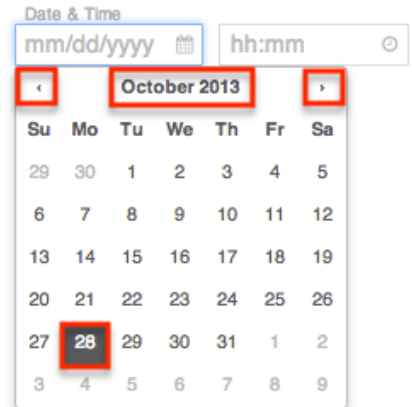 Date & Time
mm/dd/yyyy hh:mm
‹ October 2013 ›
Su Mo Tu We Th Fr Sa
29 30 1 2 3 4 5
6 7 8 9 10 11 12
13 14 15 16 17 18 19
20 21 22 23 24 25 26
27 28 29 30 31 1 2
3 4 5 6 7 8 9